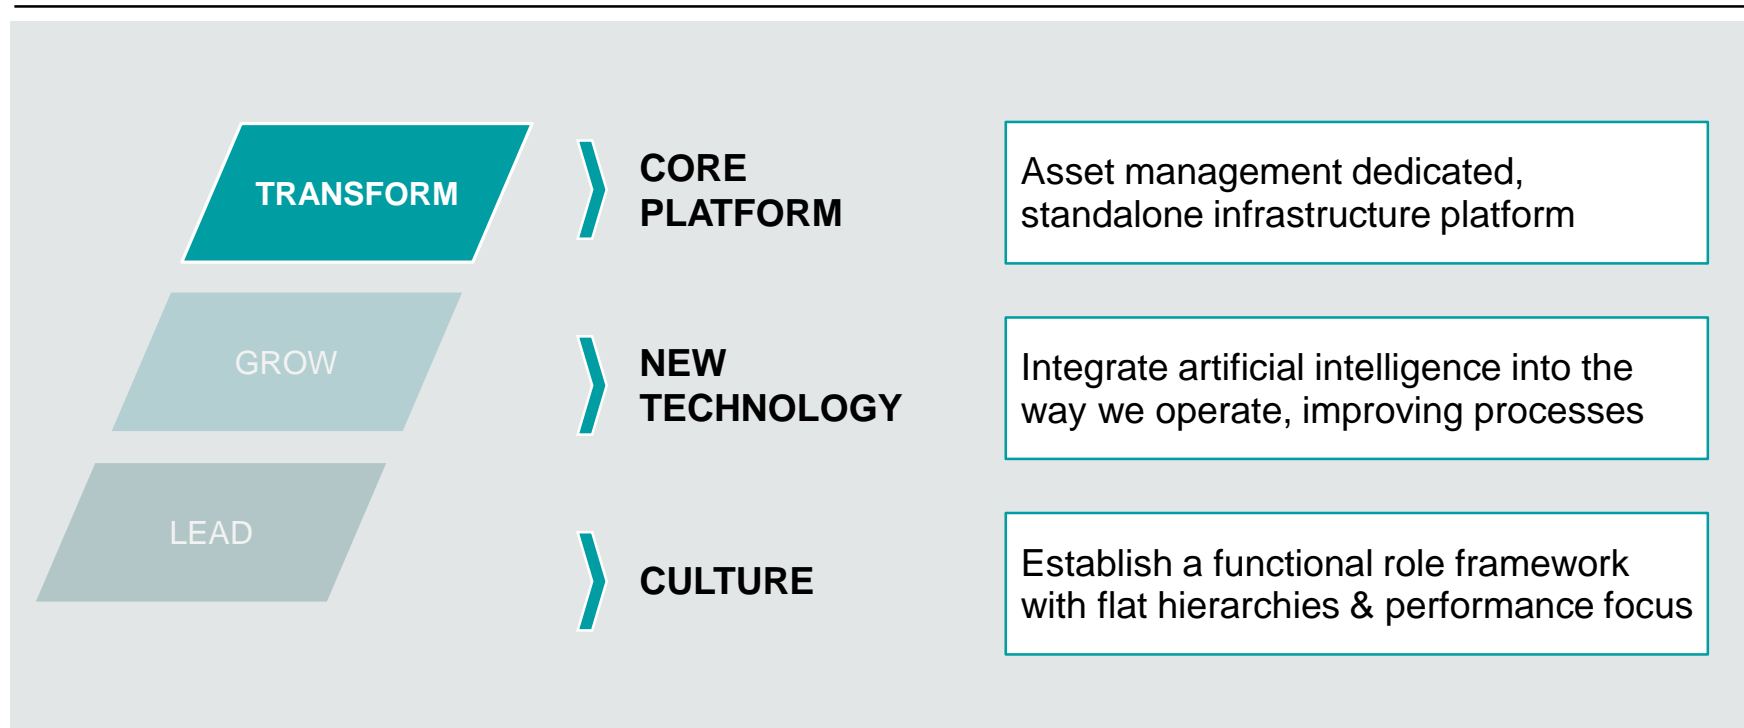 TRANSFORM
CORE
PLATFORM
Asset management dedicated,
standalone infrastructure platform
GROW
NEW
TECHNOLOGY
Integrate artificial intelligence into the
way we operate, improving processes
LEAD
CULTURE
Establish a functional role framework
with flat hierarchies & performance focus